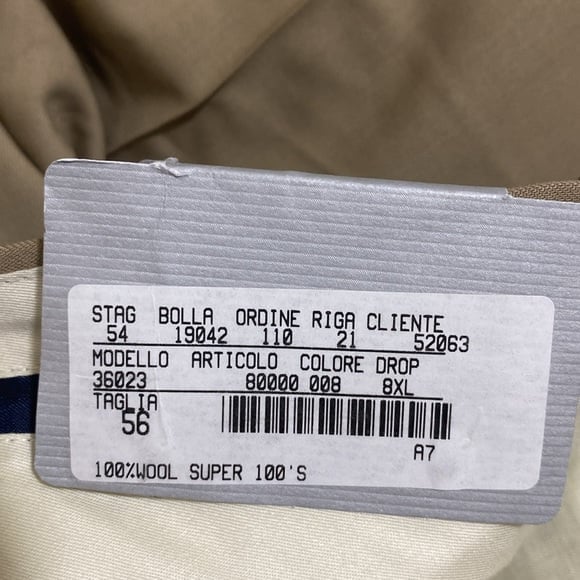 STAG BOLLA ORDINE RIGA CLIENTE
54 19042 110 21 52063
MODELLO ARTICOLO COLORE DROP
36023 80000 008 8XL
TAGLIA
56
A7
100%WOOL SUPER 100'S